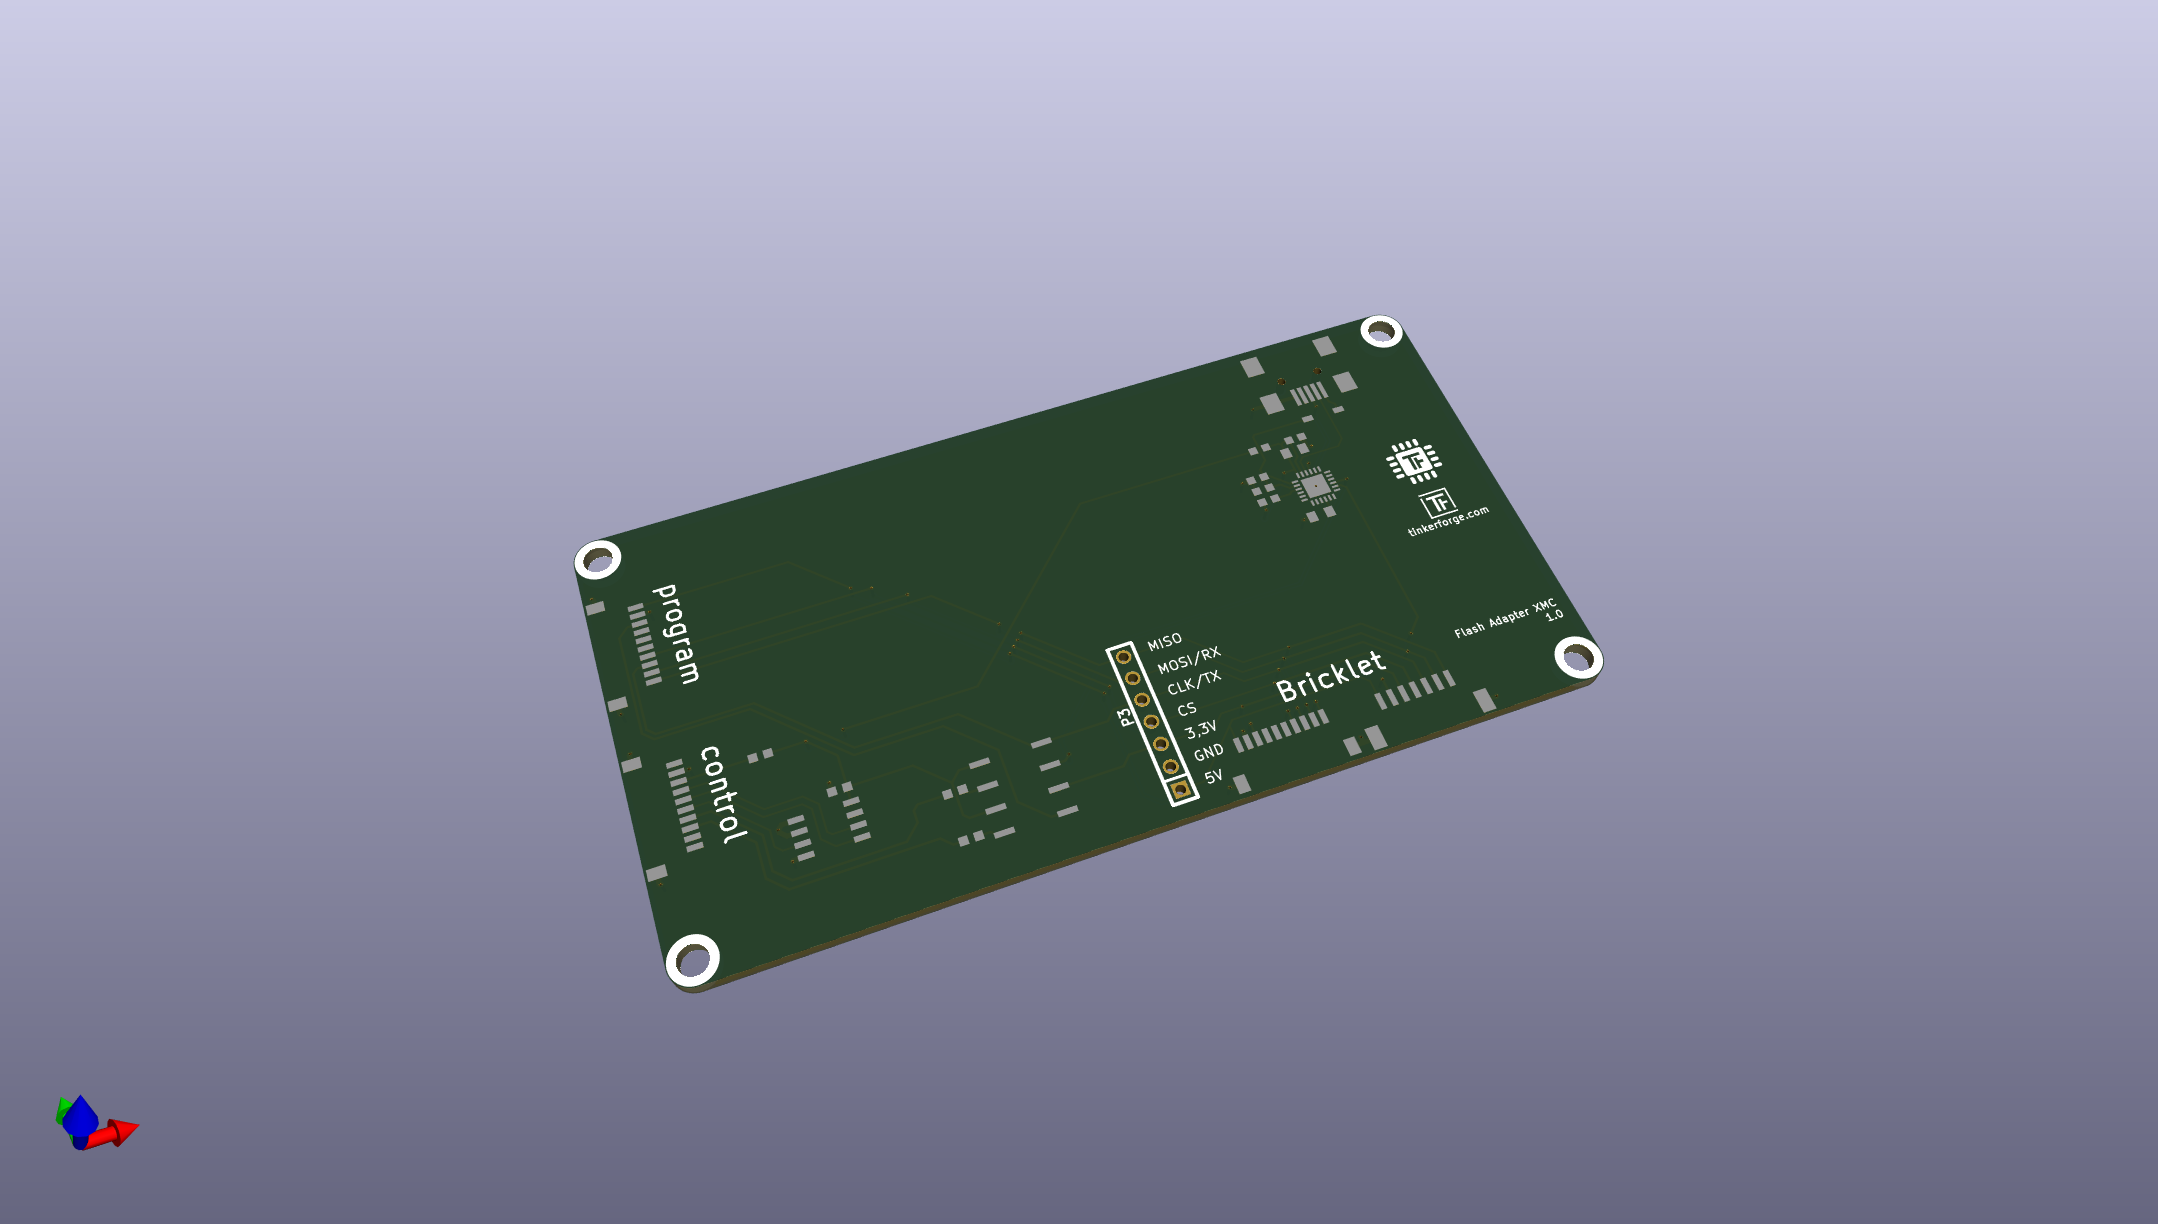 TF
TF
tinkerforge.com
program
Flash Adapter XMC
1.0
MISO
MOSI/RX
CLK/TX
CS
3,3V
GND
5V
P3
Bricklet
control